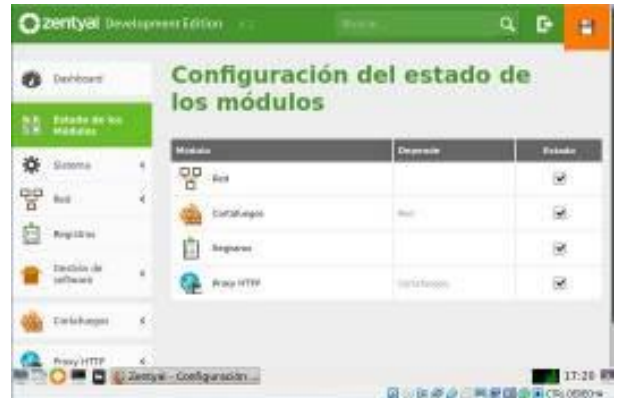 zentyal Development Edition
Buscar...
Dashboard
Estado de los
Módulos
Sistema
Red
Registros
Gestión de
software
Cortafuegos
Proxy HTTP
Configuración del estado de
los módulos
Módulo Depende Estado
Red
Cortafuegos Red
Registros
Proxy HTTP Cortafuegos
Zentyal - Configuración ...
17:20